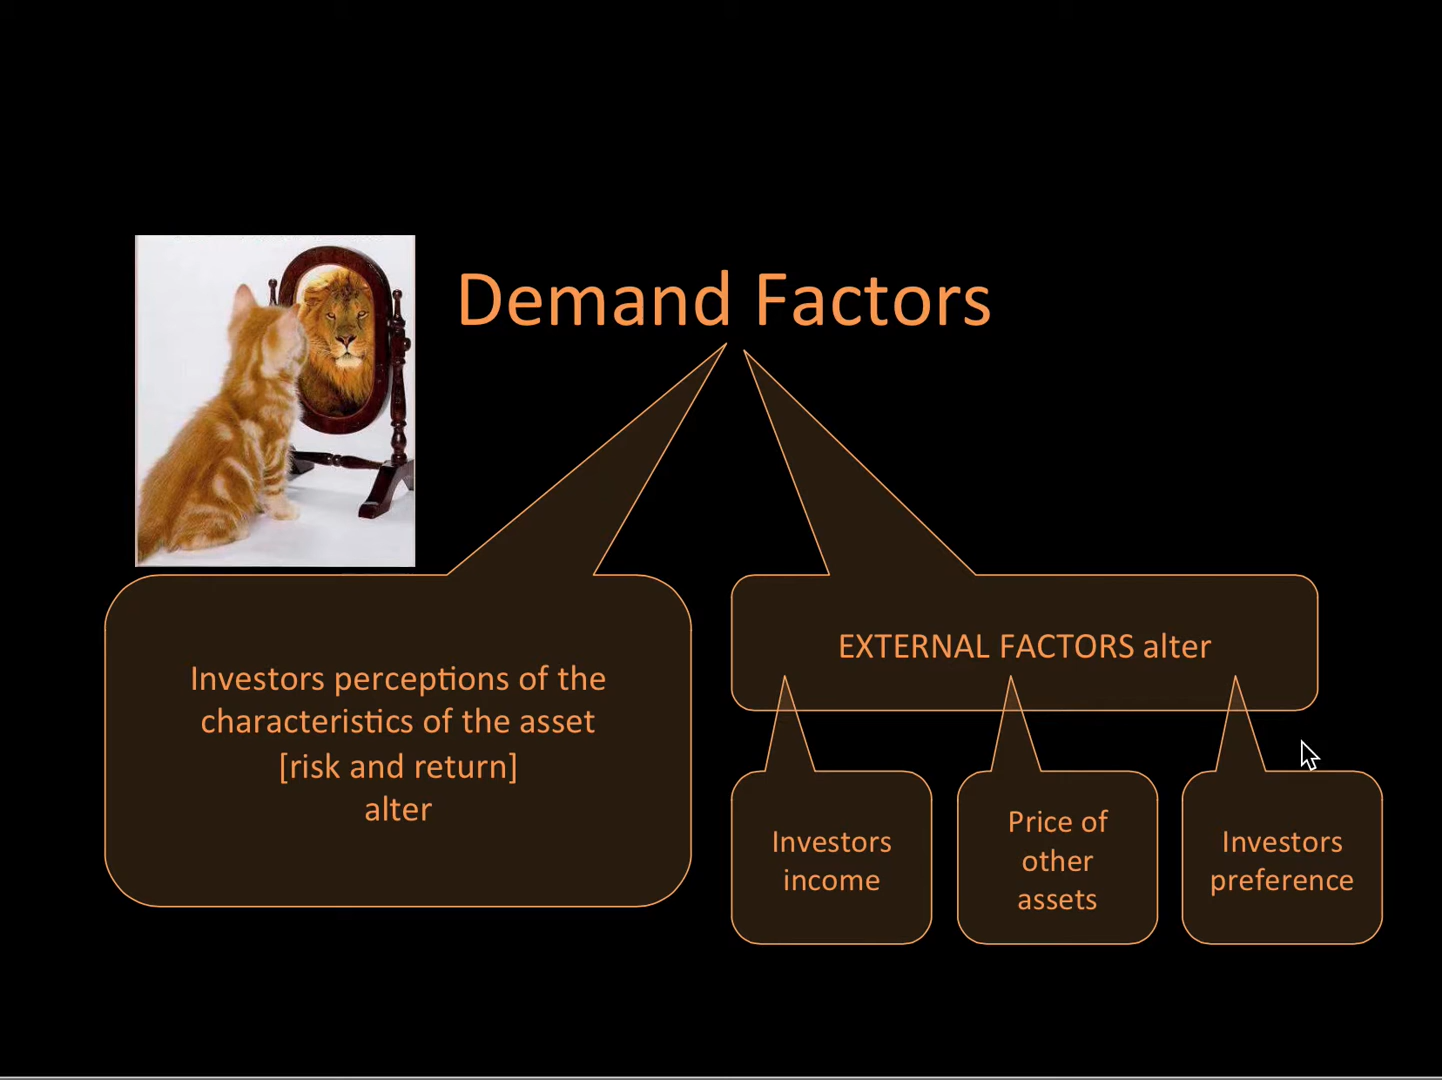 Demand Factors
Investors perceptions of the
characteristics of the asset
[risk and return]
alter
EXTERNAL FACTORS alter
Investors
income
Price of
other
assets
Investors
preference